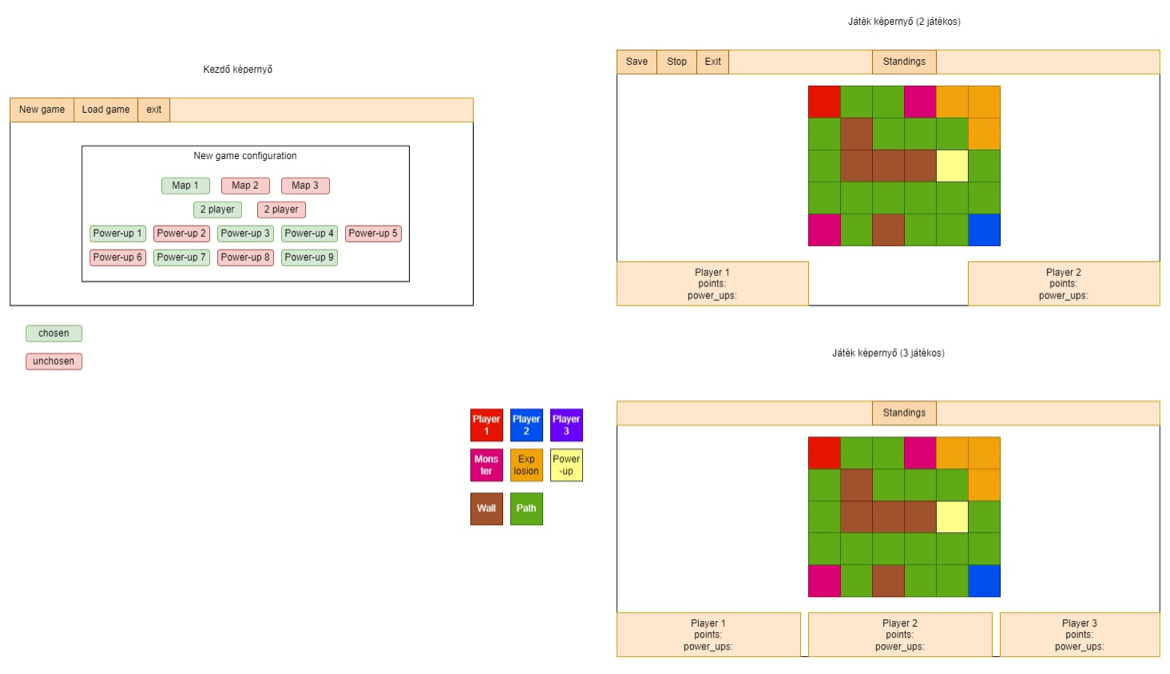 Kezdő képernyő
New game
Load game
exit
New game configuration
Map 1
Map 2
Map 3
2 player
2 player
Power-up 1
Power-up 2
Power-up 3
Power-up 4
Power-up 5
Power-up 6
Power-up 7
Power-up 8
Power-up 9
chosen
unchosen
Player
1
Player
2
Player
3
Mons
ter
Exp
losion
Power
-up
Wall
Path
Játék képernyő (2 játékos)
Save
Stop
Exit
Standings
Player 1
points:
power_ups:
Player 2
points:
power_ups:
Játék képernyő (3 játékos)
Standings
Player 1
points:
power_ups:
Player 2
points:
power_ups:
Player 3
points:
power_ups: